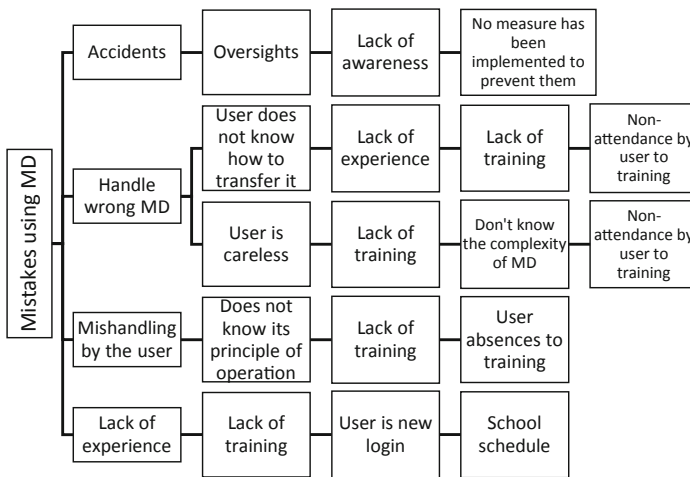 Mistakes using MD
Accidents
Oversights
Lack of
awareness
No measure has
been
implemented to
prevent them
Handle
wrong MD
User does
not know
how to
transfer it
Lack of
experience
Lack of
training
Non-
attendance by
user to
training
User is
careless
Lack of
training
Don't know
the complexity
of MD
Non-
attendance by
user to
training
Mishandling
by the user
Does not
know its
principle of
operation
Lack of
training
User
absences to
training
Lack of
experience
Lack of
training
User is new
login
School
schedule